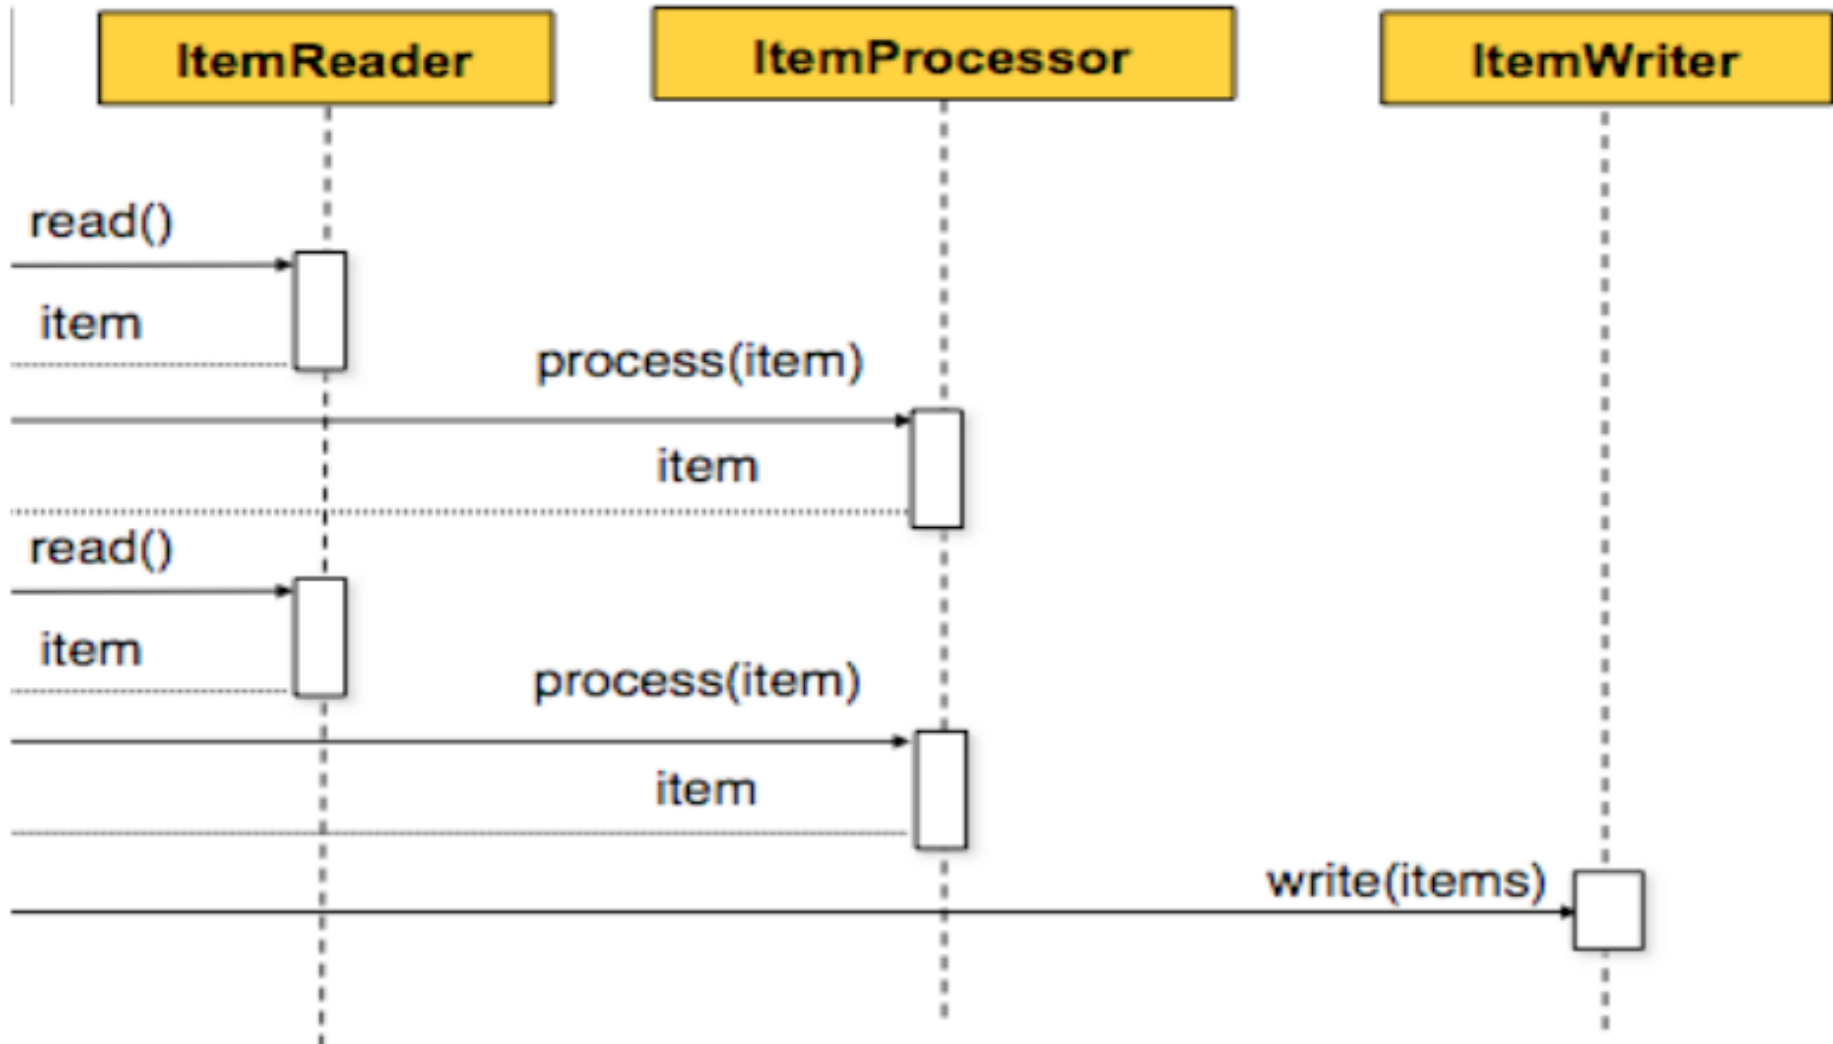 ItemReader
ItemProcessor
ItemWriter
read()
item
process(item)
item
read()
item
process(item)
item
write(items)